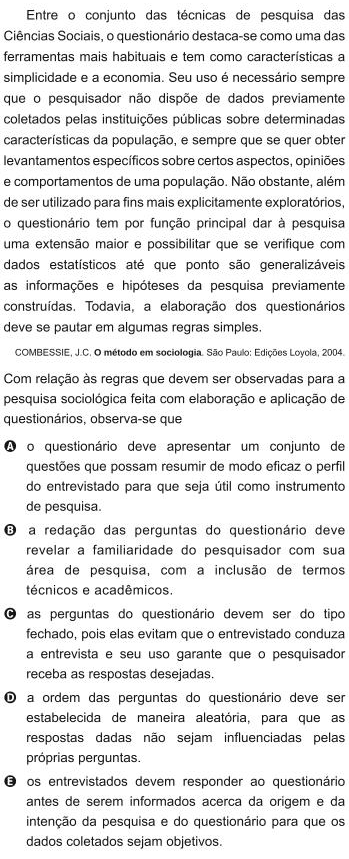 Entre o conjunto das técnicas de pesquisa das
Ciências Sociais, o questionário destaca-se como uma das
ferramentas mais habituais e tem como características a
simplicidade e a economia. Seu uso é necessário sempre
que o pesquisador não dispõe de dados previamente
coletados pelas instituições públicas sobre determinadas
características da população, e sempre que se quer obter
levantamentos específicos sobre certos aspectos, opiniões
e comportamentos de uma população. Não obstante, além
de ser utilizado para fins mais explicitamente exploratórios,
o questionário tem por função principal dar à pesquisa
uma extensão maior e possibilitar que se verifique com
dados estatísticos até que ponto são generalizáveis
as informações e hipóteses da pesquisa previamente
construídas. Todavia, a elaboração dos questionários
deve se pautar em algumas regras simples.
COMBESSIE, J.C. O método em sociologia. São Paulo: Edições Loyola, 2004.
Com relação às regras que devem ser observadas para a
pesquisa sociológica feita com elaboração e aplicação de
questionários, observa-se que
A o questionário deve apresentar um conjunto de
questões que possam resumir de modo eficaz o perfil
do entrevistado para que seja útil como instrumento
de pesquisa.
B a redação das perguntas do questionário deve
revelar a familiaridade do pesquisador com sua
área de pesquisa, com a inclusão de termos
técnicos e acadêmicos.
C as perguntas do questionário devem ser do tipo
fechado, pois elas evitam que o entrevistado conduza
a entrevista e seu uso garante que o pesquisador
receba as respostas desejadas.
D a ordem das perguntas do questionário deve ser
estabelecida de maneira aleatória, para que as
respostas dadas não sejam influenciadas pelas
próprias perguntas.
E os entrevistados devem responder ao questionário
antes de serem informados acerca da origem e da
intenção da pesquisa e do questionário para que os
dados coletados sejam objetivos.